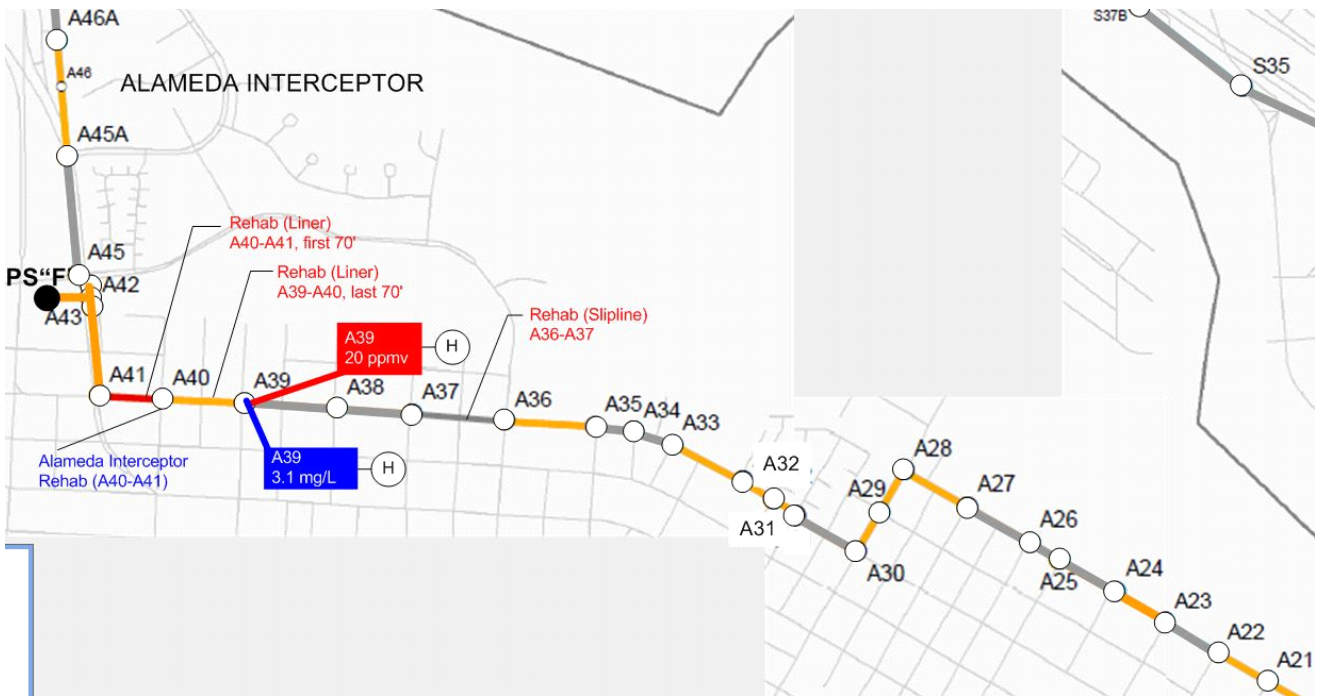 A46A
S37B
S35
A46
ALAMEDA INTERCEPTOR
A45A
Rehab (Liner)
A40-A41, first 70'
A45
Rehab (Liner)
A39-A40, last 70'
PS“F”
A42
A43
Rehab (Slipline)
A36-A37
A39
20 ppmv
H
A41
A40
A39
A38
A37
A36
A35
A34
A33
Alameda Interceptor
Rehab (A40-A41)
A39
3.1 mg/L
H
A32
A31
A28
A29
A27
A30
A26
A25
A24
A23
A22
A21